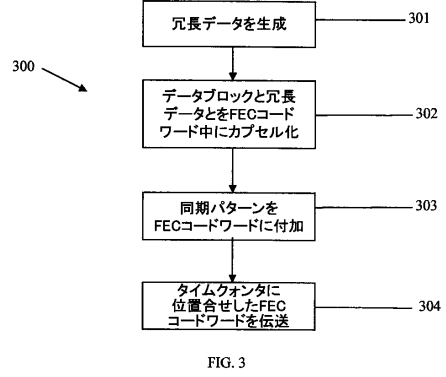 冗長データを生成
301
300
データブロックと冗長
データとをFECコード
ワード中にカプセル化
302
同期パターンを
FECコードワードに付加
303
タイムクォンタに
位置合せしたFEC
コードワードを伝送
304
FIG. 3